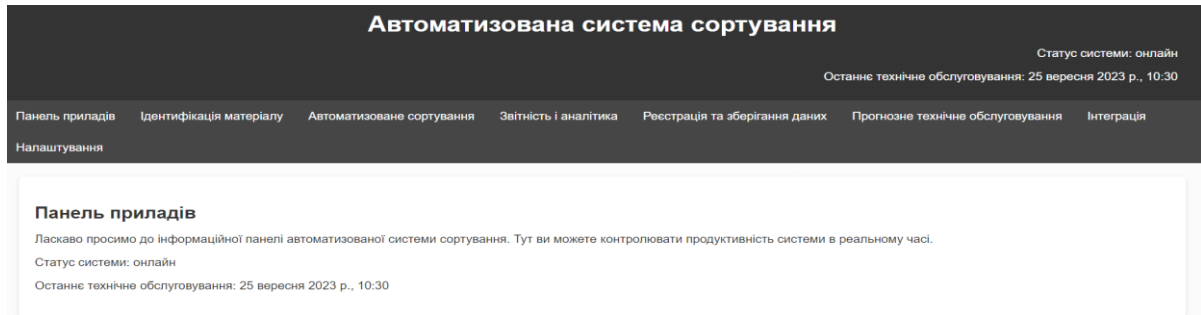 Автоматизована система сортування
Статус системи: онлайн
Останнє технічне обслуговування: 25 вересня 2023 р., 10:30
Панель приладів Ідентифікація матеріалу Автоматизоване сортування Звітність і аналітика Реєстрація та зберігання даних Прогнозне технічне обслуговування Інтеграція
Налаштування
Панель приладів
Ласкаво просимо до інформаційної панелі автоматизованої системи сортування. Тут ви можете контролювати продуктивність системи в реальному часі.
Статус системи: онлайн
Останнє технічне обслуговування: 25 вересня 2023 р., 10:30